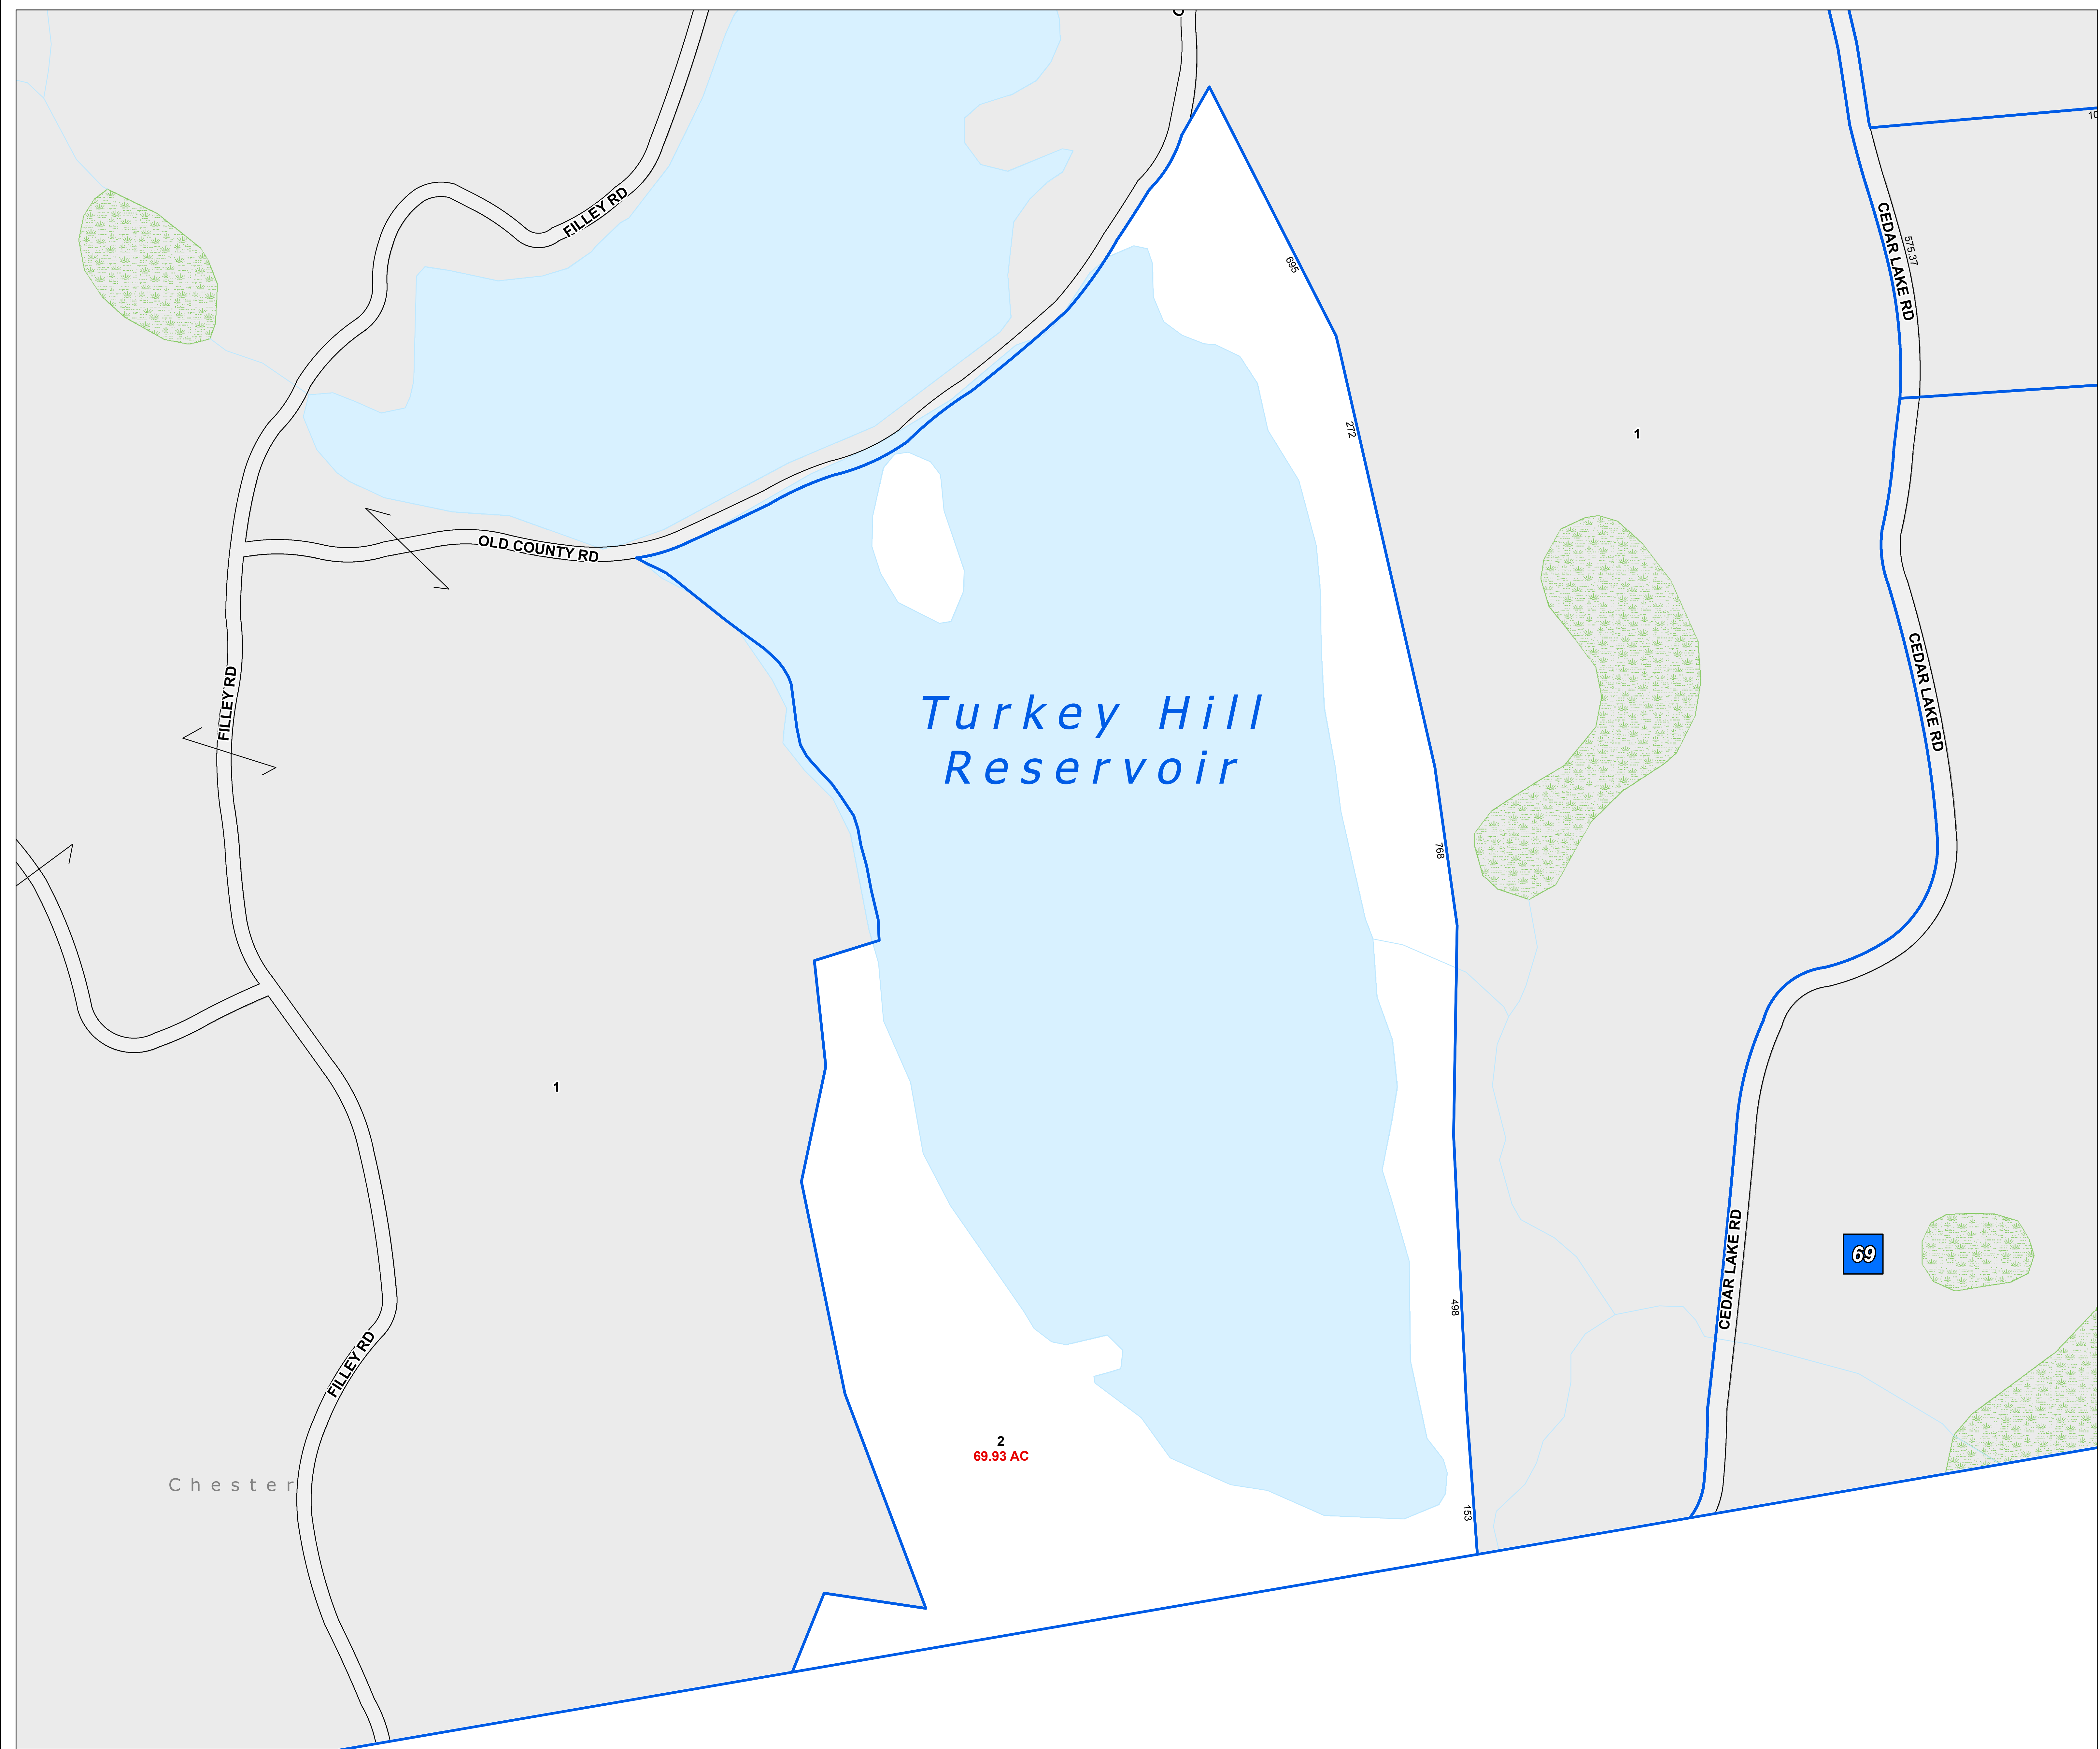 10
FILLEY RD
CEDAR LAKE RD
575.37
695
272
1
OLD COUNTY RD
FILLEY RD
CEDAR LAKE RD
Turkey Hill
Reservoir
768
1
69
CEDAR LAKE RD
498
FILLEY RD
2
69.93 AC
Chester
153